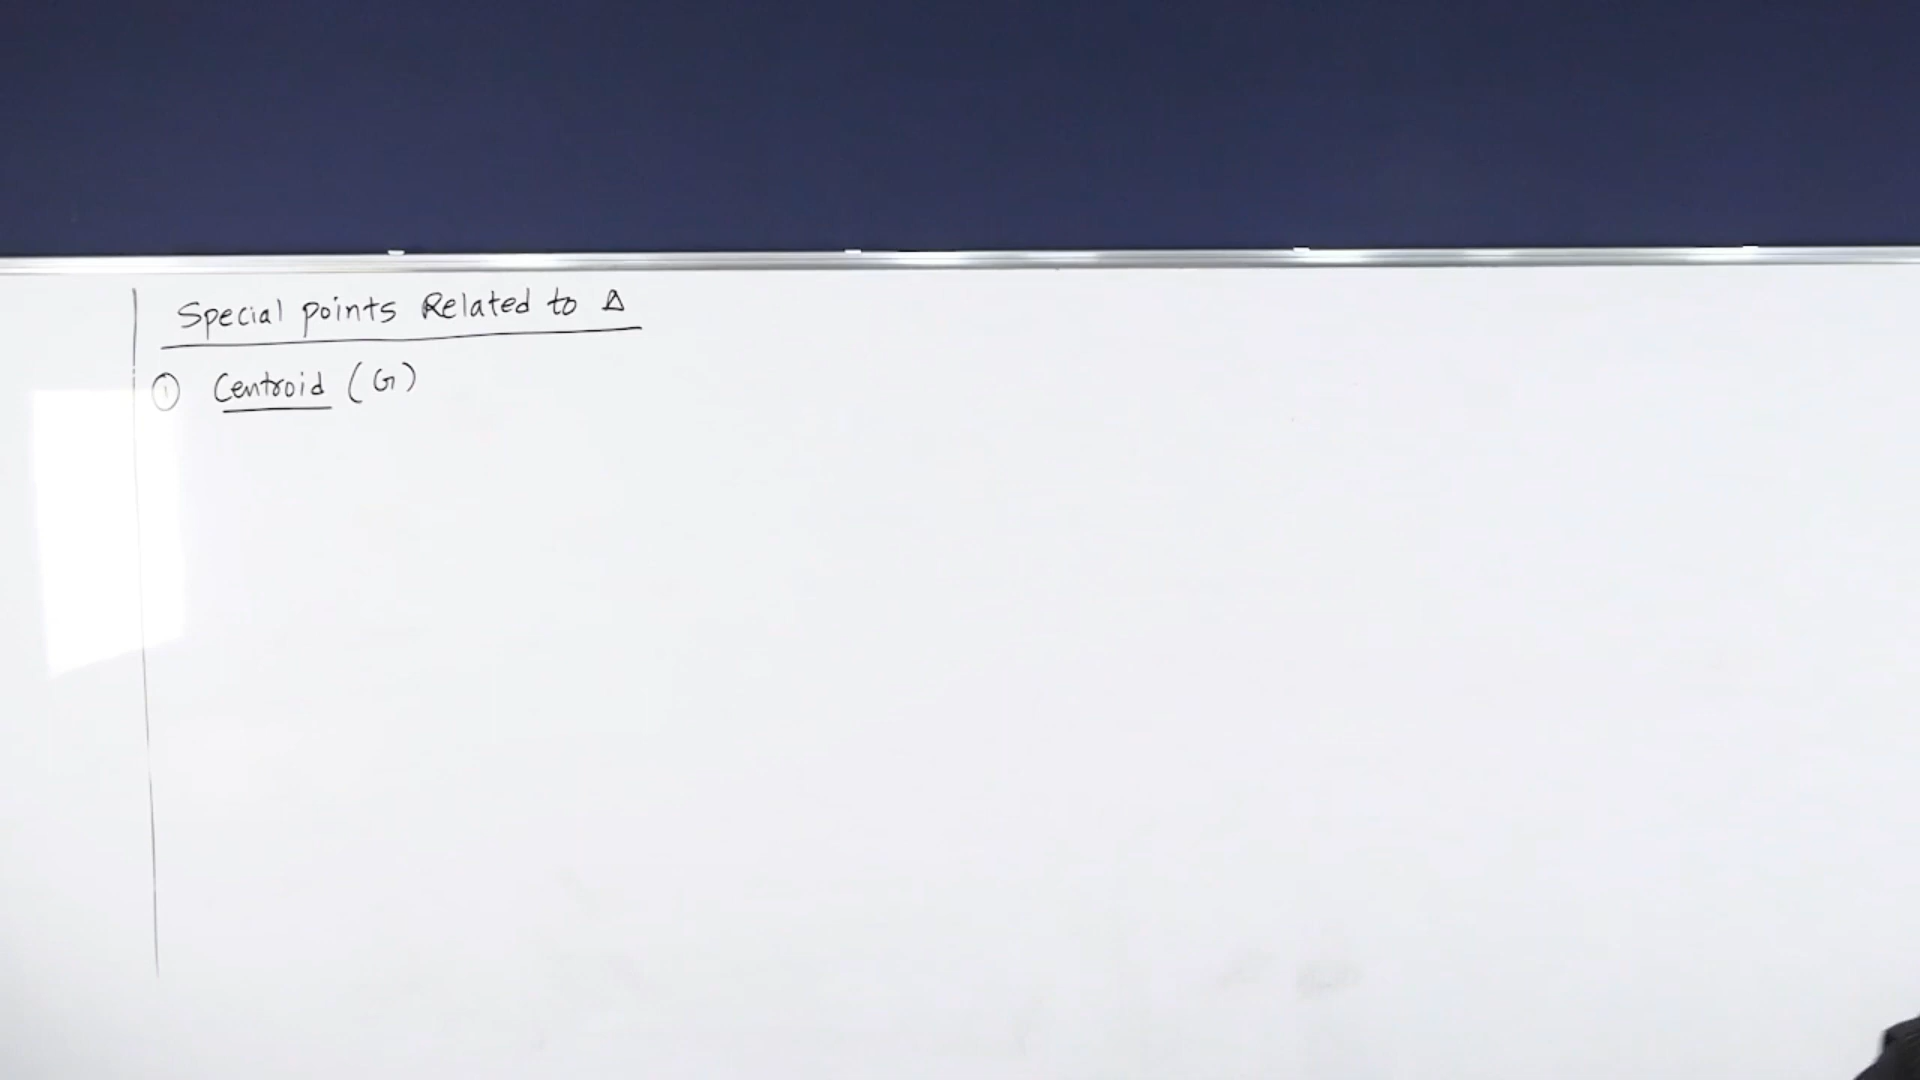 Special points Related to Δ
① Centroid (G)